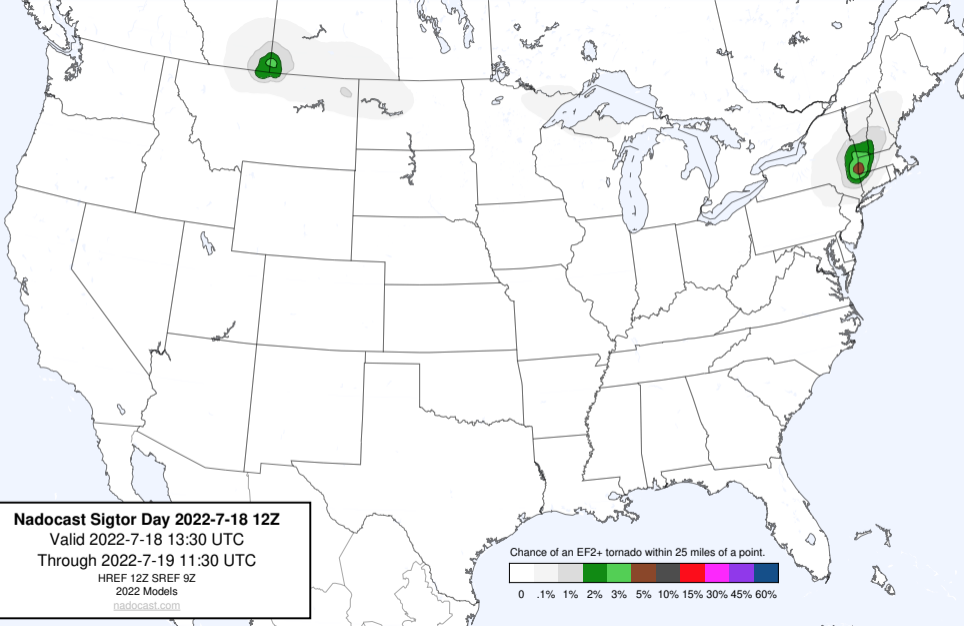 Nadocast Sigtor Day 2022-7-18 12Z
Valid 2022-7-18 13:30 UTC
Through 2022-7-19 11:30 UTC
HREF 12Z SREF 9Z
2022 Models
nadocast.com
Chance of an EF2+ tornado within 25 miles of a point.
0 .1% 1% 2% 3% 5% 10% 15% 30% 45% 60%